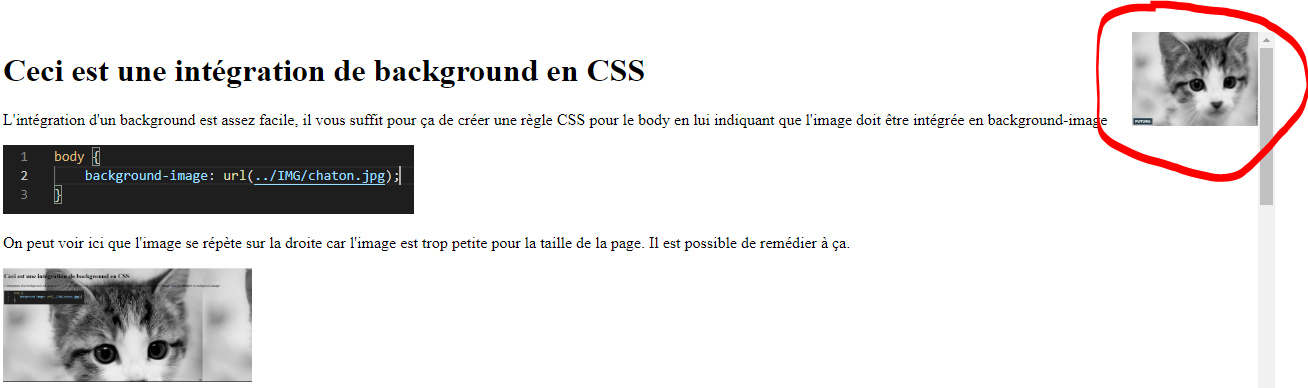 Ceci est une intégration de background en CSS
L'intégration d'un background est assez facile, il vous suffit pour ça de créer une règle CSS pour le body en lui indiquant que l'image doit être intégrée en background-image
FUTURA
1 body {
2 background-image: url(../IMG/chaton.jpg);
3 }
On peut voir ici que l'image se répète sur la droite car l'image est trop petite pour la taille de la page. Il est possible de remédier à ça.
Ceci est une intégration de background en CSS